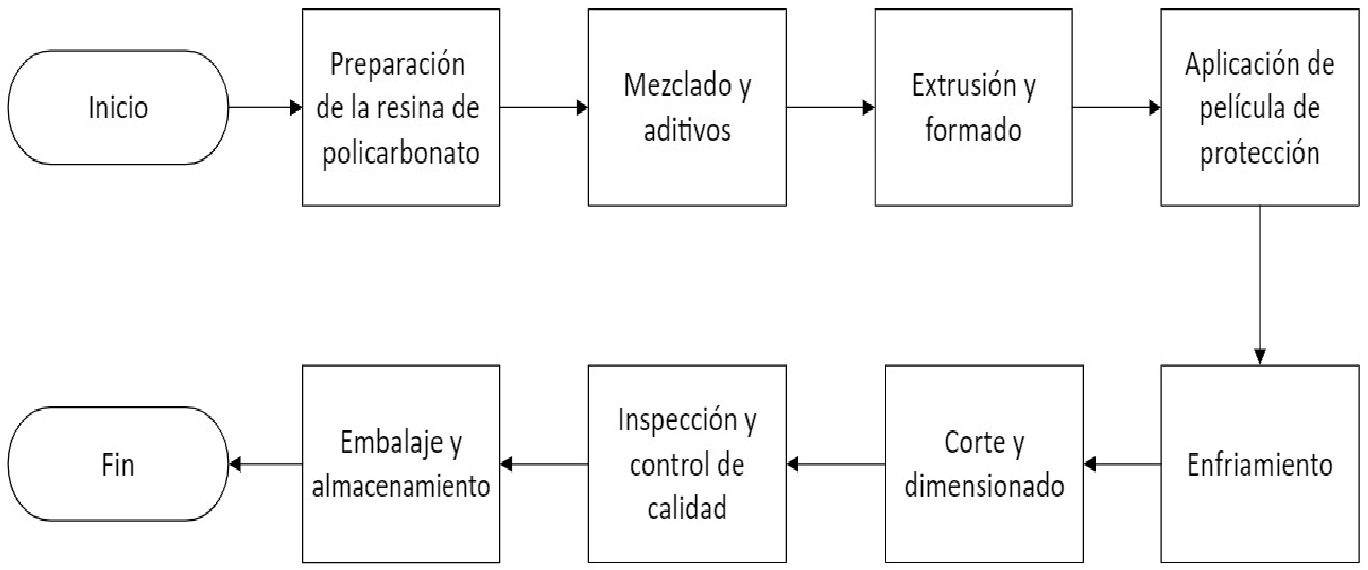 Inicio
Preparación
de la resina de
policarbonato
Mezclado y
aditivos
Extrusión y
formado
Aplicación de
película de
protección
Enfriamiento
Corte y
dimensionado
Inspección y
control de
calidad
Embalaje y
almacenamiento
Fin